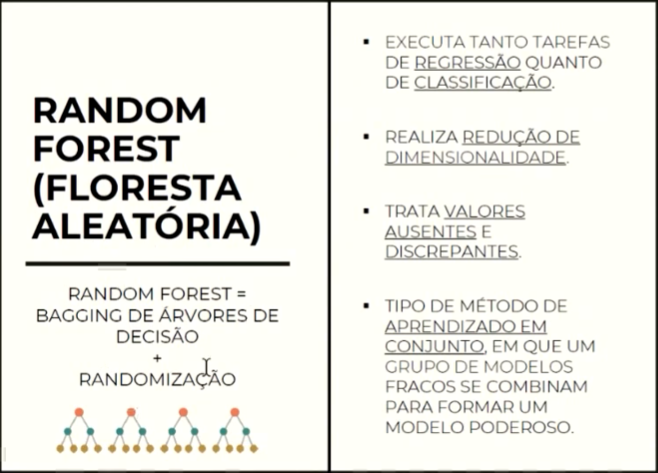 RANDOM
FOREST
(FLORESTA
ALEATÓRIA)
RANDOM FOREST =
BAGGING DE ÁRVORES DE
DECISÃO
+
RANDOMIZAÇÃO
▪ EXECUTA TANTO TAREFAS
DE REGRESSÃO QUANTO
DE CLASSIFICAÇÃO.
▪ REALIZA REDUÇÃO DE
DIMENSIONALIDADE.
▪ TRATA VALORES
AUSENTES E
DISCREPANTES.
▪ TIPO DE MÉTODO DE
APRENDIZADO EM
CONJUNTO, EM QUE UM
GRUPO DE MODELOS
FRACOS SE COMBINAM
PARA FORMAR UM
MODELO PODEROSO.